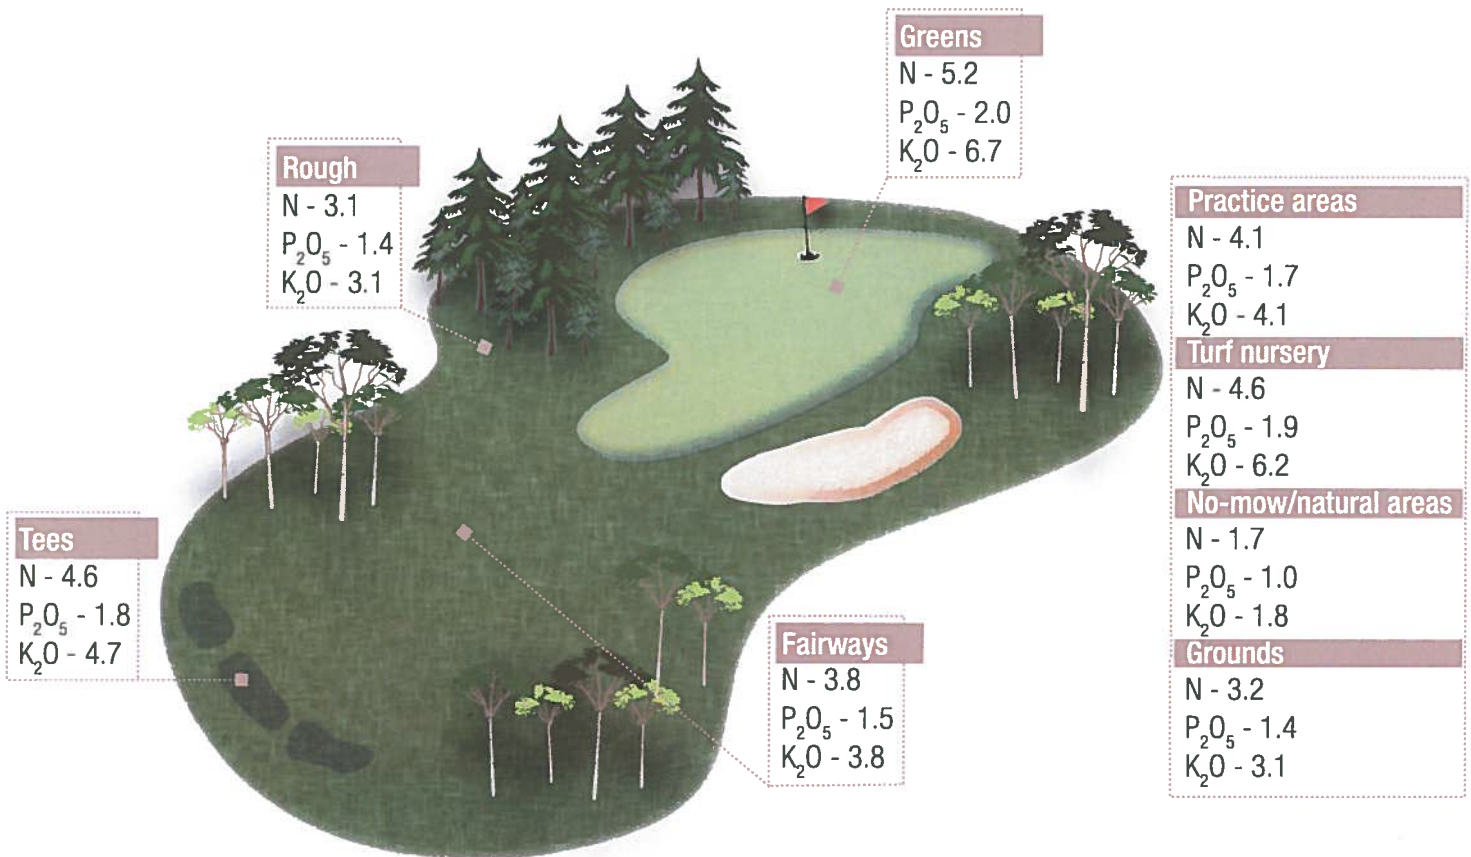 Greens
N - 5.2
P₂O₅ - 2.0
K₂O - 6.7
Rough
N - 3.1
P₂O₅ - 1.4
K₂O - 3.1
Tees
N - 4.6
P₂O₅ - 1.8
K₂O - 4.7
Fairways
N - 3.8
P₂O₅ - 1.5
K₂O - 3.8
Practice areas
N - 4.1
P₂O₅ - 1.7
K₂O - 4.1
Turf nursery
N - 4.6
P₂O₅ - 1.9
K₂O - 6.2
No-mow/natural areas
N - 1.7
P₂O₅ - 1.0
K₂O - 1.8
Grounds
N - 3.2
P₂O₅ - 1.4
K₂O - 3.1